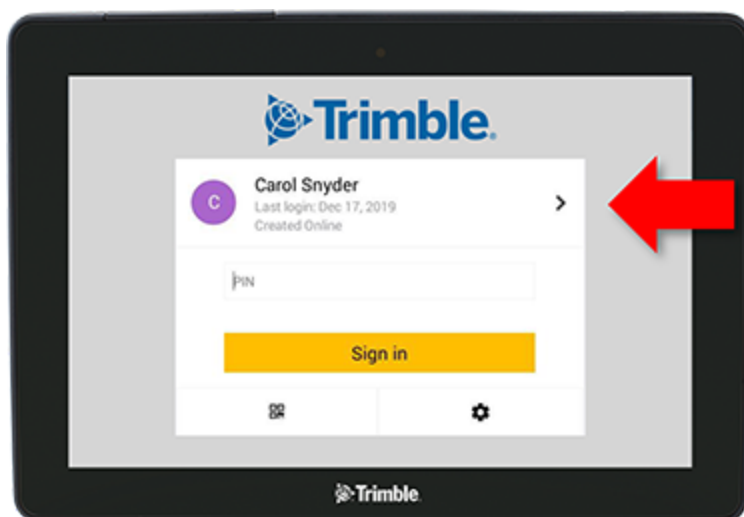 Trimble.
C
Carol Snyder
Last login: Dec 17, 2019
Created Online
PIN
Sign in
Trimble.